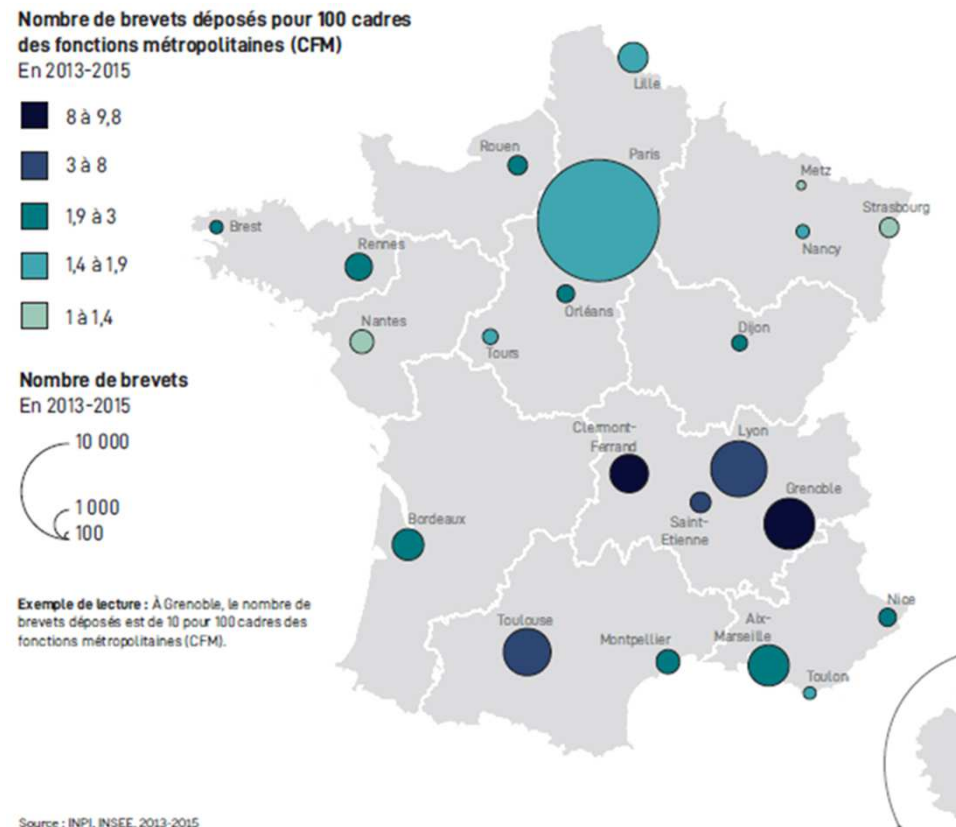 Nombre de brevets déposés pour 100 cadres
des fonctions métropolitaines (CFM)
En 2013-2015
8 à 9,8
3 à 8
1,9 à 3
1,4 à 1,9
1 à 1,4
Nombre de brevets
En 2013-2015
10 000
1 000
100
Exemple de lecture : À Grenoble, le nombre de
brevets déposés est de 10 pour 100 cadres des
fonctions métropolitaines (CFM).
Lille
Rouen
Paris
Metz
Strasbourg
Brest
Nancy
Rennes
Orléans
Nantes
Dijon
Tours
Clermont-
Ferrand
Lyon
Grenoble
Saint-
Etienne
Bordeaux
Nice
Toulouse
Aix-
Marseille
Montpellier
Toulon
Source : INPI, INSEE, 2013-2015